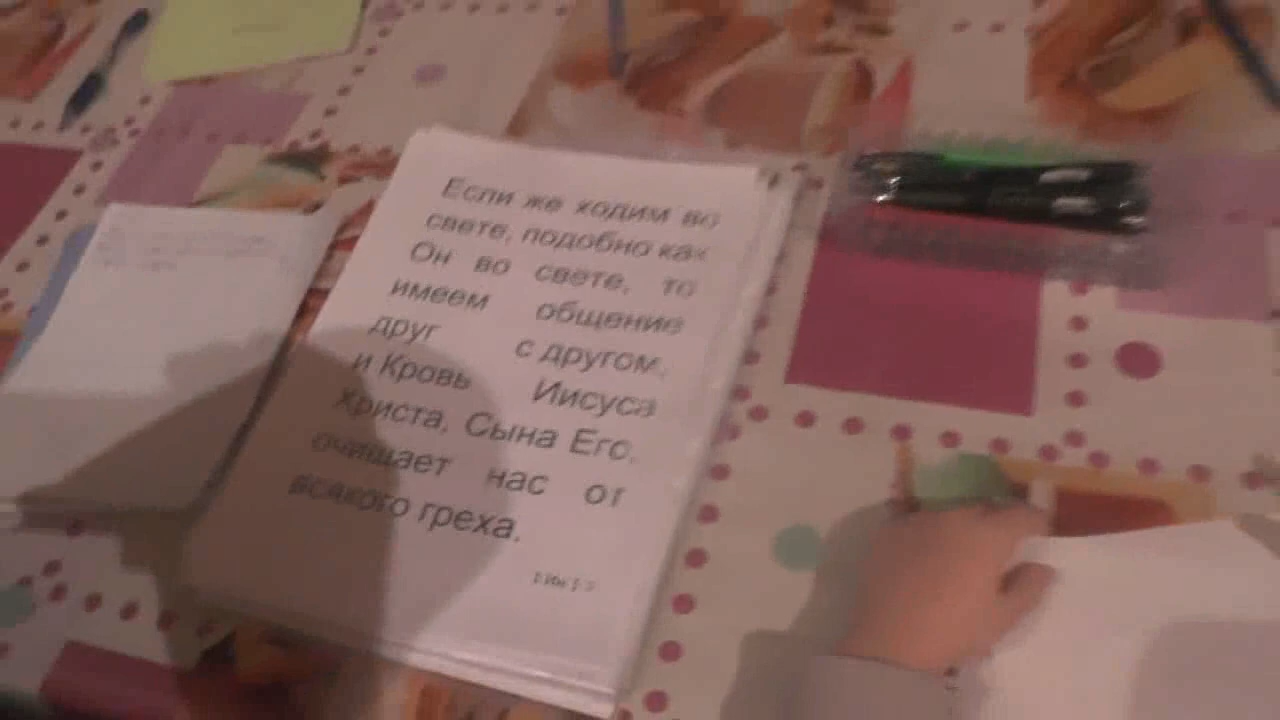 Если же ходим во
свете, подобно как
Он во свете, то
имеем общение
друг с другом,
и Кровь Иисуса
Христа, Сына Его,
очищает нас от
всякого греха.